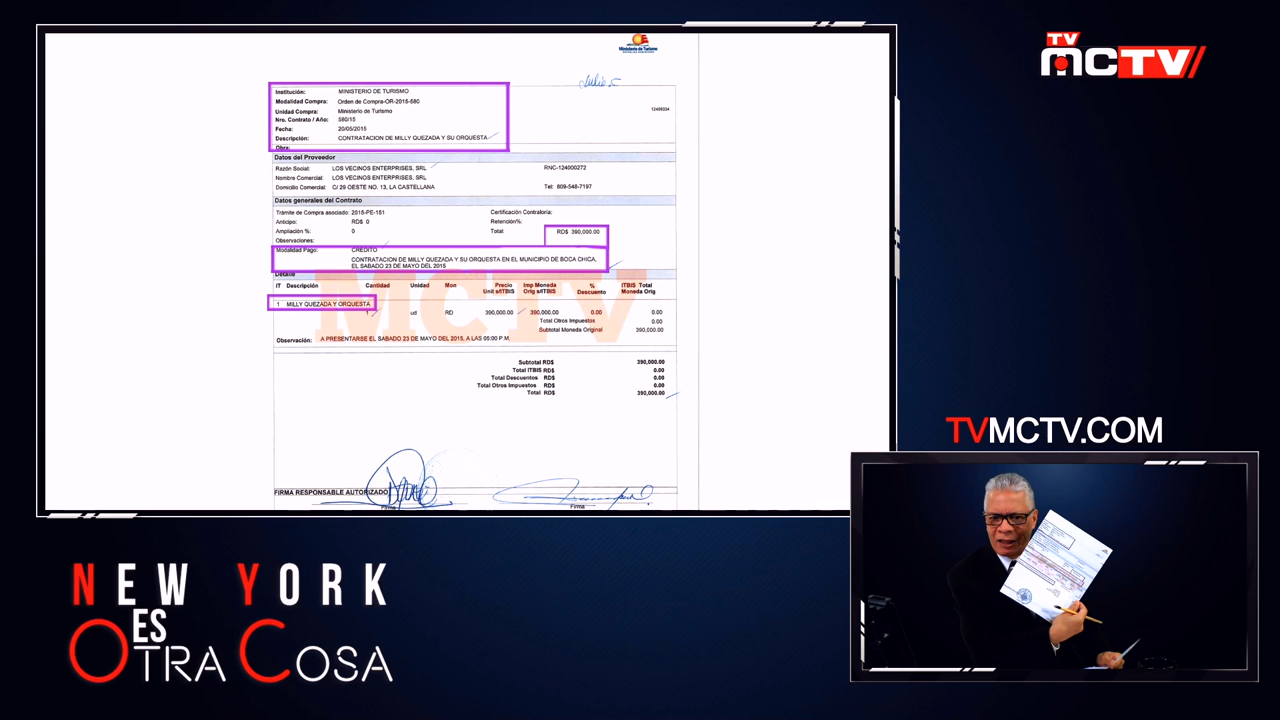 Ministerio de Turismo
TV
MCTV
Institución: MINISTERIO DE TURISMO
Modalidad Compra: Orden de Compra-OR-2015-580
Unidad Compra: Ministerio de Turismo
12469334
Nro. Contrato / Año: 580/15
Fecha: 20/05/2015
Descripción: CONTRATACION DE MILLY QUEZADA Y SU ORQUESTA
Obra:
Datos del Proveedor
Razón Social: LOS VECINOS ENTERPRISES, SRL RNC-124000272
Nombre Comercial: LOS VECINOS ENTERPRISES, SRL
Domicilio Comercial: C/ 29 OESTE NO. 13, LA CASTELLANA Tel: 809-548-7197
Datos generales del Contrato
Trámite de Compra asociado: 2015-PE-151 Certificación Contraloría:
Anticipo: RD$ 0 Retención%:
Ampliación %: 0 Total: RD$ 390,000.00
Observaciones:
Modalidad Pago: CREDITO
CONTRATACION DE MILLY QUEZADA Y SU ORQUESTA EN EL MUNICIPIO DE BOCA CHICA,
EL SABADO 23 DE MAYO DEL 2015
Detalle
IT Descripción Cantidad Unidad Mon Precio Unit s/ITBIS Imp Moneda Orig s/ITBIS % Descuento ITBIS Total Moneda Orig
1 MILLY QUEZADA Y ORQUESTA
1 ud RD 390,000.00 390,000.00 0.00 0.00
Total Otros Impuestos 0.00
Subtotal Moneda Original 390,000.00
Observación: A PRESENTARSE EL SABADO 23 DE MAYO DEL 2015, A LAS 05:00 P.M.
MCTV
Subtotal RD$ 390,000.00
Total ITBIS RD$ 0.00
Total Descuentos RD$ 0.00
Total Otros Impuestos RD$ 0.00
Total RD$ 390,000.00
FIRMA RESPONSABLE AUTORIZADO
Firma Firma
TVMCTV.COM
NEW YORK
ES
OTRA COSA